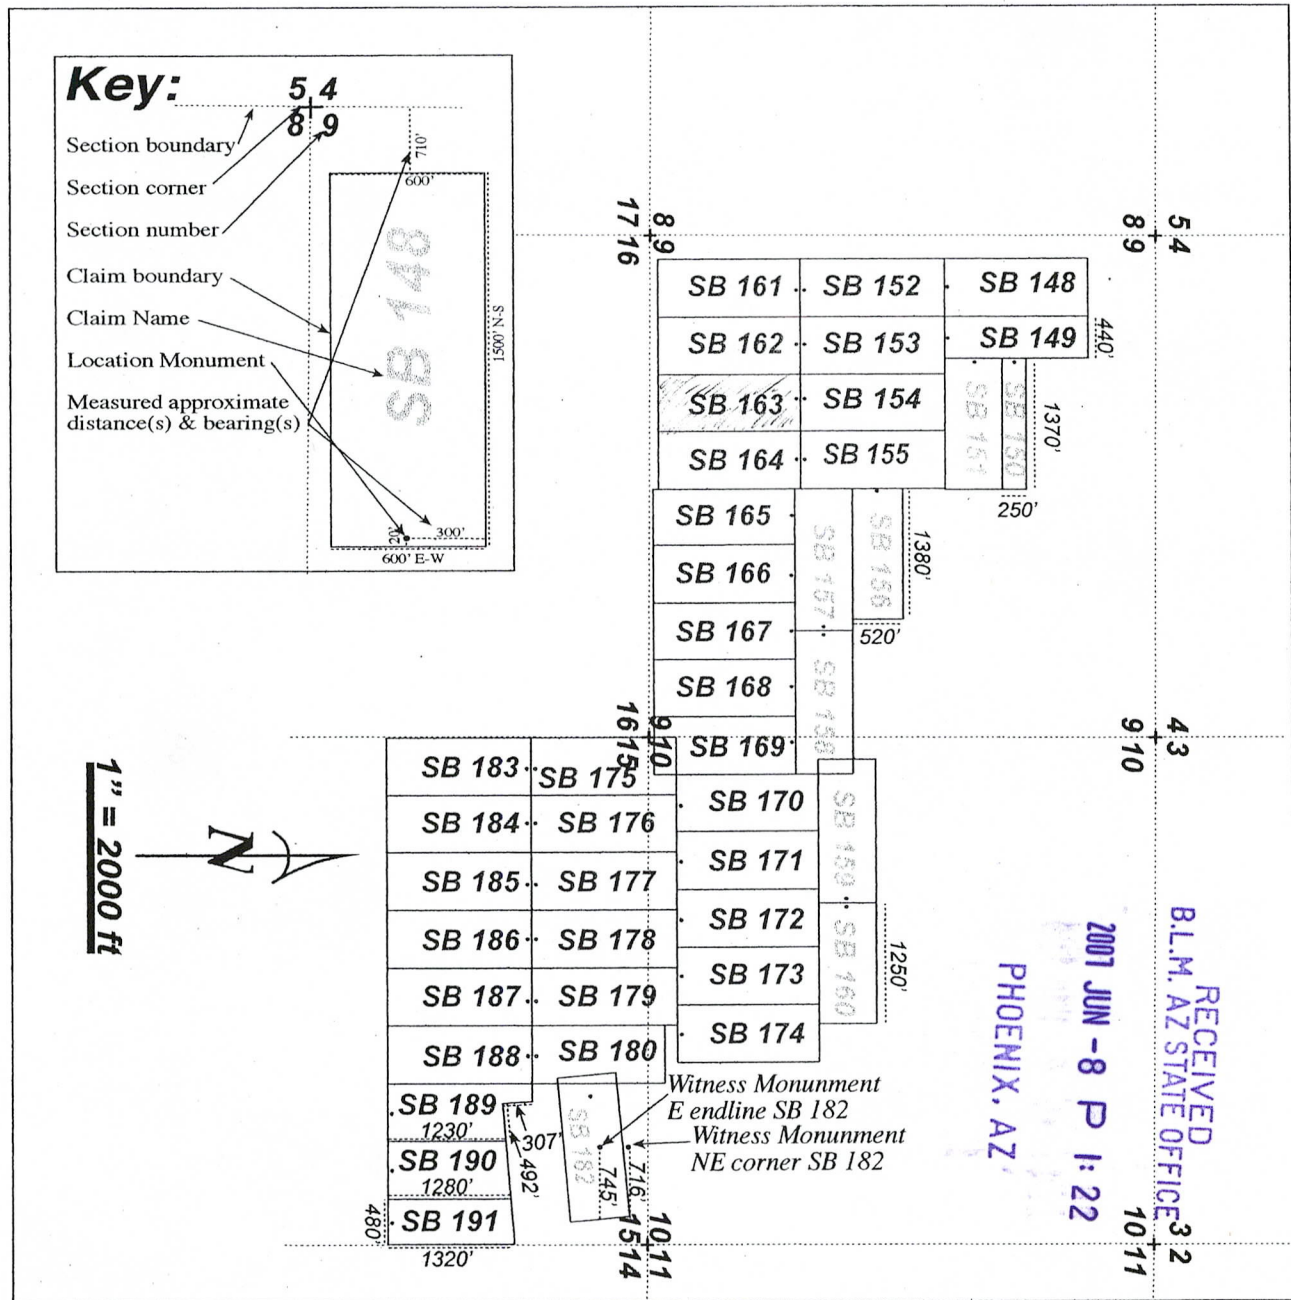 Key:
5 4
8 9
Section boundary
Section corner
Section number
Claim boundary
Claim Name
Location Monument
Measured approximate
distance(s) & bearing(s)
710'
600'
SB 148
1500' N-S
20'
300'
600' E-W
17 16
8 9
8 9
5 4
SB 161
SB 152
SB 148
SB 162
SB 153
SB 149
440'
SB 163
SB 154
SB 164
SB 155
SB 151
SB 150
1370'
250'
SB 165
SB 166
SB 167
SB 168
SB 169
SB 157
SB 156
1380'
520'
SB 158
16 15
9 10
9 10
4 3
SB 183
SB 175
SB 170
SB 184
SB 176
SB 171
SB 159
SB 185
SB 177
SB 172
SB 186
SB 178
SB 173
SB 160
1250'
SB 187
SB 179
SB 174
SB 188
SB 180
SB 189
1230'
SB 190
1280'
SB 191
480'
1320'
307'
492'
SB 182
745'
716'
Witness Monunment
E endline SB 182
Witness Monunment
NE corner SB 182
15 14
10 11
10 11
3 2
1" = 2000 ft
N
RECEIVED
B.L.M. AZ STATE OFFICE
2007 JUN -8 P 1: 22
PHOENIX, AZ